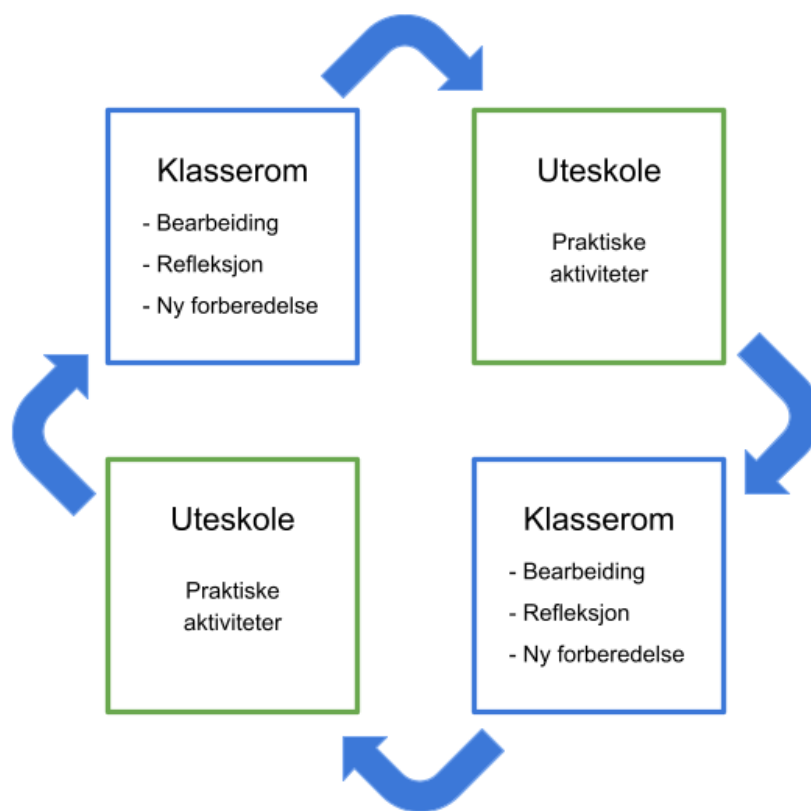 Klasserom
- Bearbeiding
- Refleksjon
- Ny forberedelse
Uteskole
Praktiske
aktiviteter
Uteskole
Praktiske
aktiviteter
Klasserom
- Bearbeiding
- Refleksjon
- Ny forberedelse